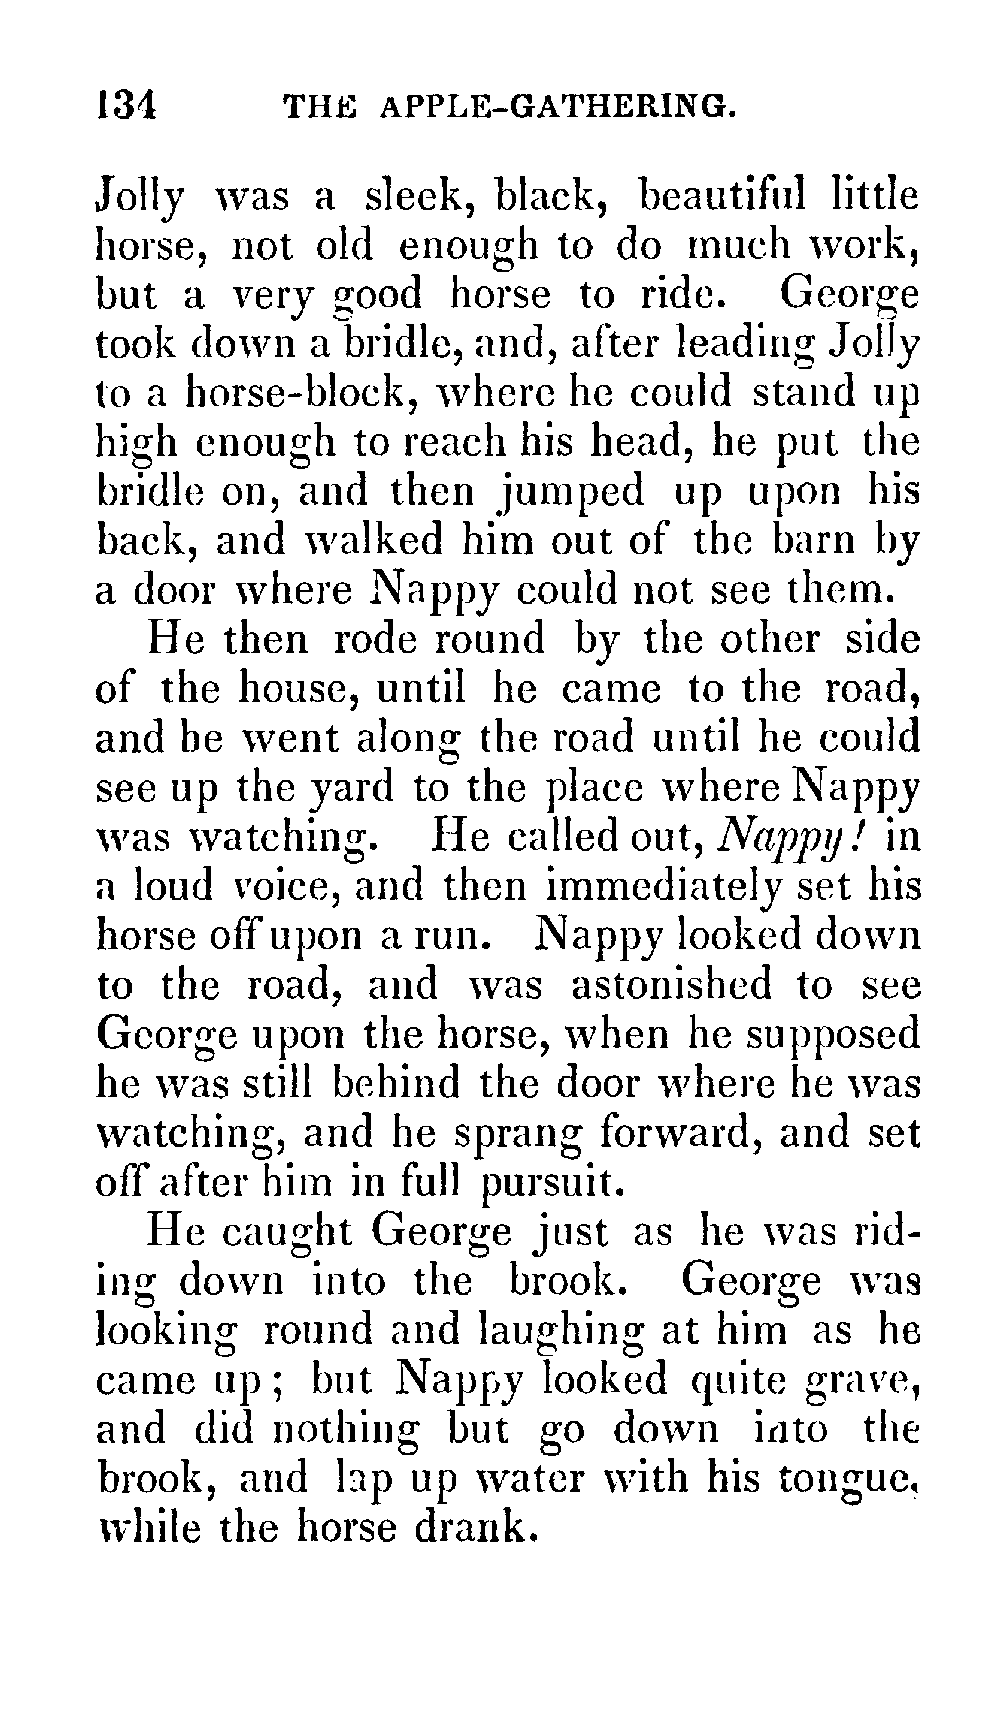 134 THE APPLE-GATHERING.
Jolly was a sleek, black, beautiful little
horse, not old enough to do much work,
but a very good horse to ride. George
took down a bridle, and, after leading Jolly
to a horse-block, where he could stand up
high enough to reach his head, he put the
bridle on, and then jumped up upon his
back, and walked him out of the barn by
a door where Nappy could not see them.
He then rode round by the other side
of the house, until he came to the road,
and he went along the road until he could
see up the yard to the place where Nappy
was watching. He called out, Nappy! in
a loud voice, and then immediately set his
horse off upon a run. Nappy looked down
to the road, and was astonished to see
George upon the horse, when he supposed
he was still behind the door where he was
watching, and he sprang forward, and set
off after him in full pursuit.
He caught George just as he was rid-
ing down into the brook. George was
looking round and laughing at him as he
came up; but Nappy looked quite grave,
and did nothing but go down into the
brook, and lap up water with his tongue,
while the horse drank.